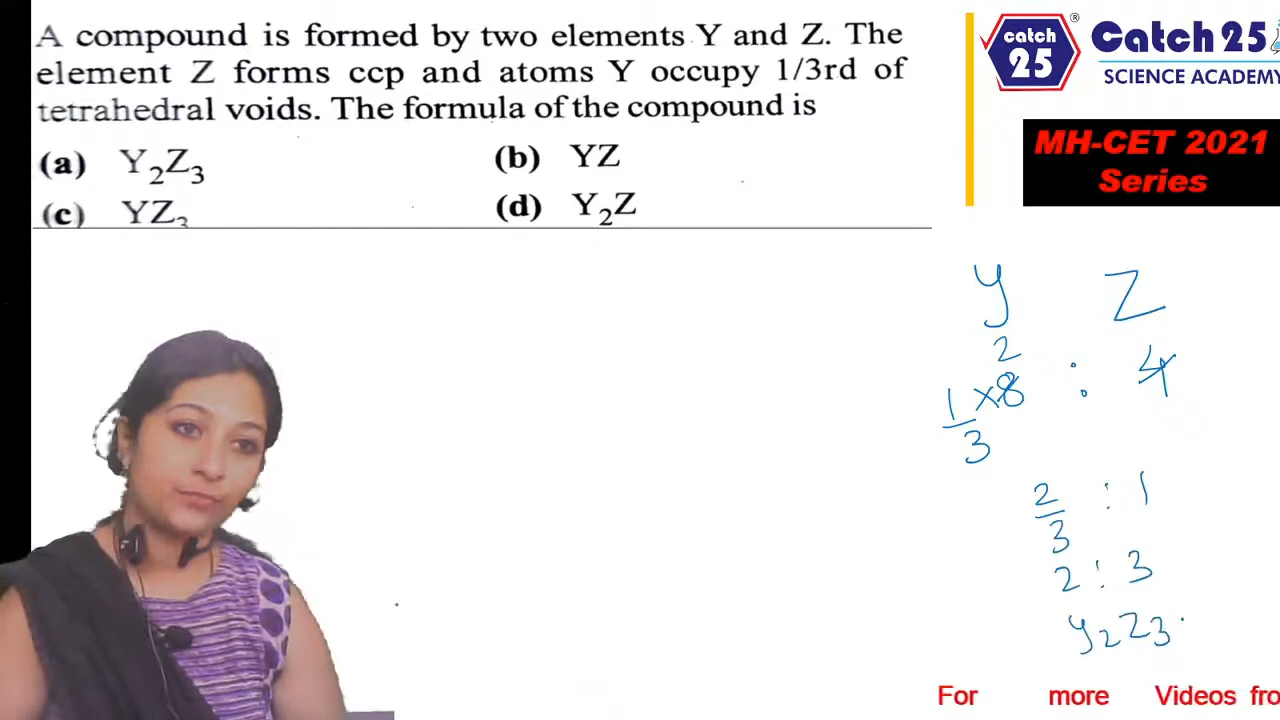 A compound is formed by two elements Y and Z. The
element Z forms ccp and atoms Y occupy 1/3rd of
tetrahedral voids. The formula of the compound is
(a) Y₂Z₃ (b) YZ
(c) YZ₃ (d) Y₂Z
catch
25
®
Catch 25
SCIENCE ACADEMY
MH-CET 2021
Series
y Z
2
1/3 × 8 : 4
2/3 : 1
2 : 3
y₂Z₃.
For more Videos fro